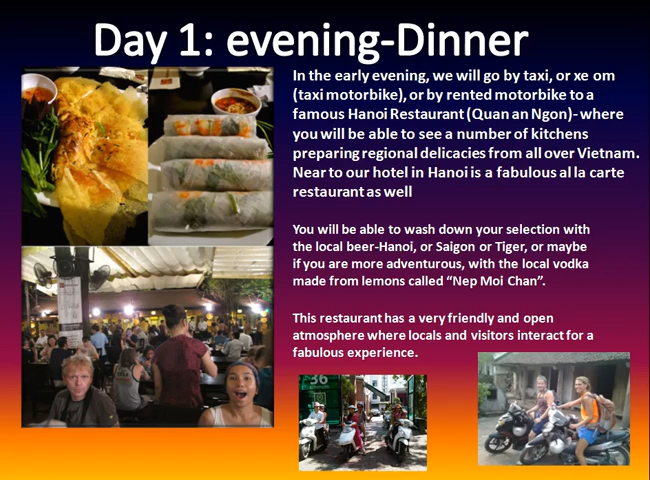 Day 1: evening-Dinner
In the early evening, we will go by taxi, or xe om
(taxi motorbike), or by rented motorbike to a
famous Hanoi Restaurant (Quan an Ngon)- where
you will be able to see a number of kitchens
preparing regional delicacies from all over Vietnam.
Near to our hotel in Hanoi is a fabulous al la carte
restaurant as well
You will be able to wash down your selection with
the local beer-Hanoi, or Saigon or Tiger, or maybe
if you are more adventurous, with the local vodka
made from lemons called “Nep Moi Chan”.
This restaurant has a very friendly and open
atmosphere where locals and visitors interact for a
fabulous experience.
36